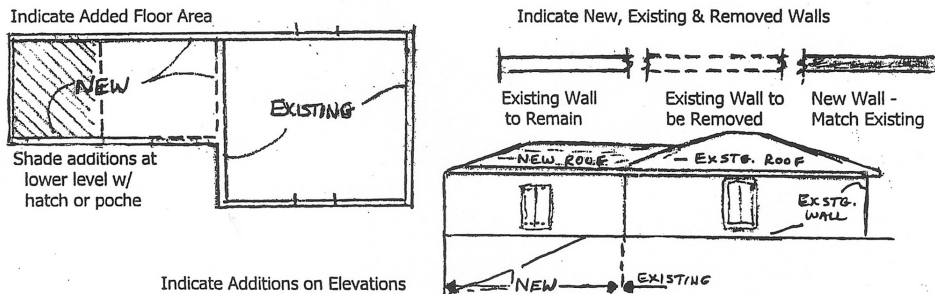 Indicate Added Floor Area
NEW
EXISTING
Shade additions at
lower level w/
hatch or poche
Indicate New, Existing & Removed Walls
Existing Wall
to Remain
Existing Wall to
be Removed
New Wall -
Match Existing
NEW ROOF
EXSTG. ROOF
EXSTG.
WALL
Indicate Additions on Elevations
NEW
EXISTING